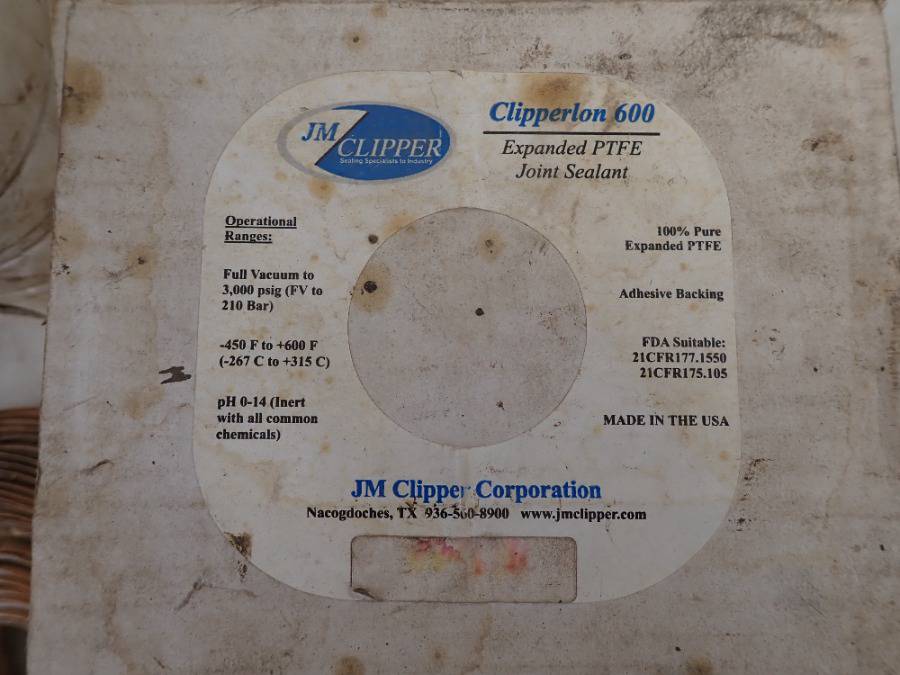 JM
CLIPPER
Sealing Specialists to Industry
Clipperlon 600
Expanded PTFE
Joint Sealant
Operational
Ranges:
Full Vacuum to
3,000 psig (FV to
210 Bar)
-450 F to +600 F
(-267 C to +315 C)
pH 0-14 (Inert
with all common
chemicals)
100% Pure
Expanded PTFE
Adhesive Backing
FDA Suitable:
21CFR177.1550
21CFR175.105
MADE IN THE USA
JM Clipper Corporation
Nacogdoches, TX 936-560-8900 www.jmclipper.com